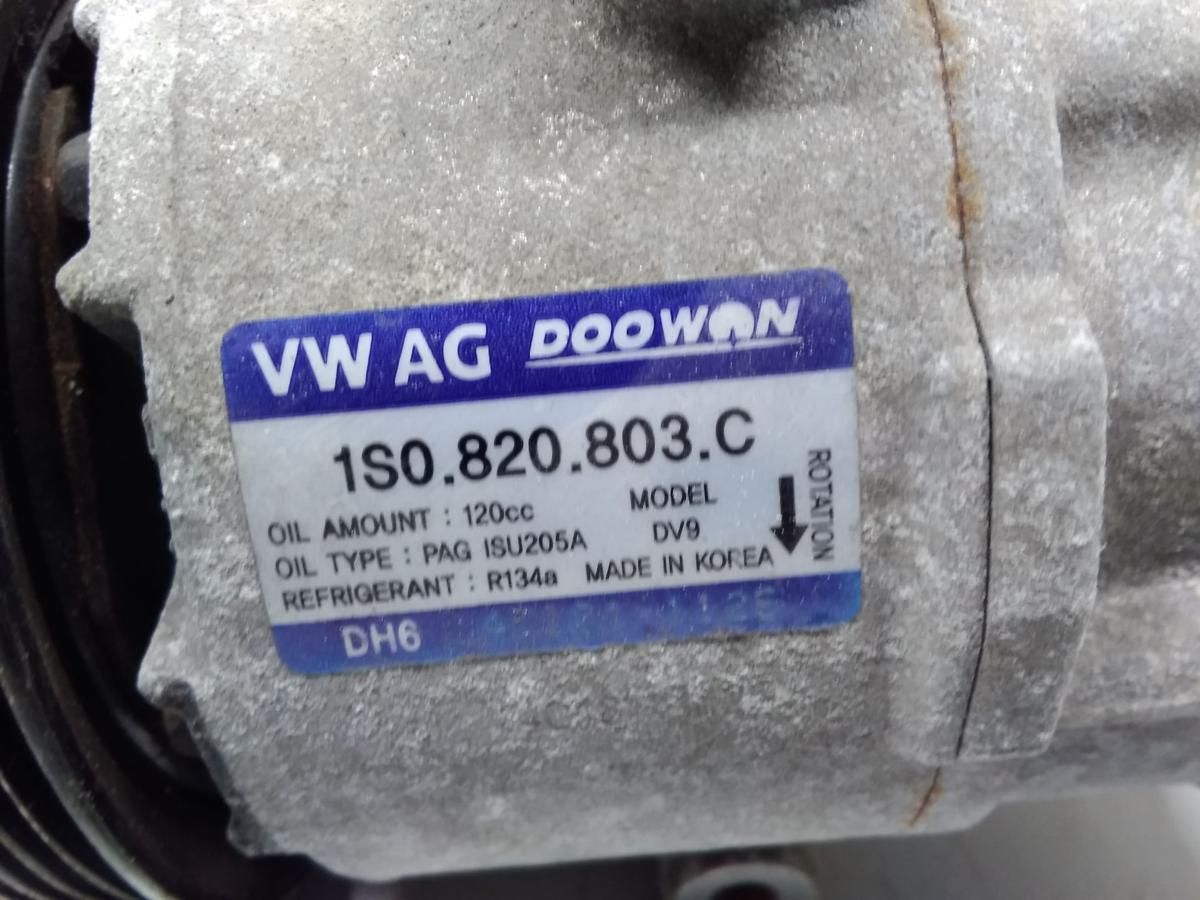 VW AG DOOWON
1S0.820.803.C
OIL AMOUNT : 120cc MODEL
OIL TYPE : PAG ISU205A DV9
REFRIGERANT : R134a MADE IN KOREA
ROTATION
DH6